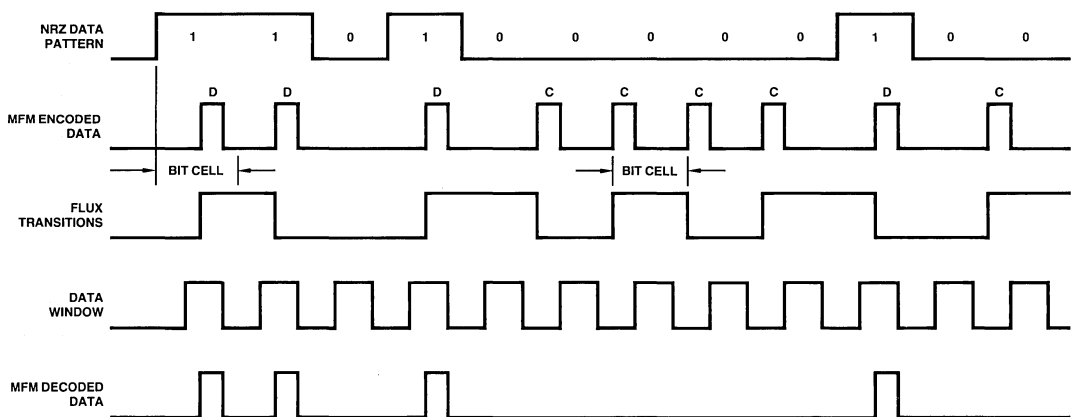 NRZ DATA
PATTERN
1 1 0 1 0 0 0 0 0 1 0 0
D D D C C C C D C
MFM ENCODED
DATA
BIT CELL BIT CELL
FLUX
TRANSITIONS
DATA
WINDOW
MFM DECODED
DATA